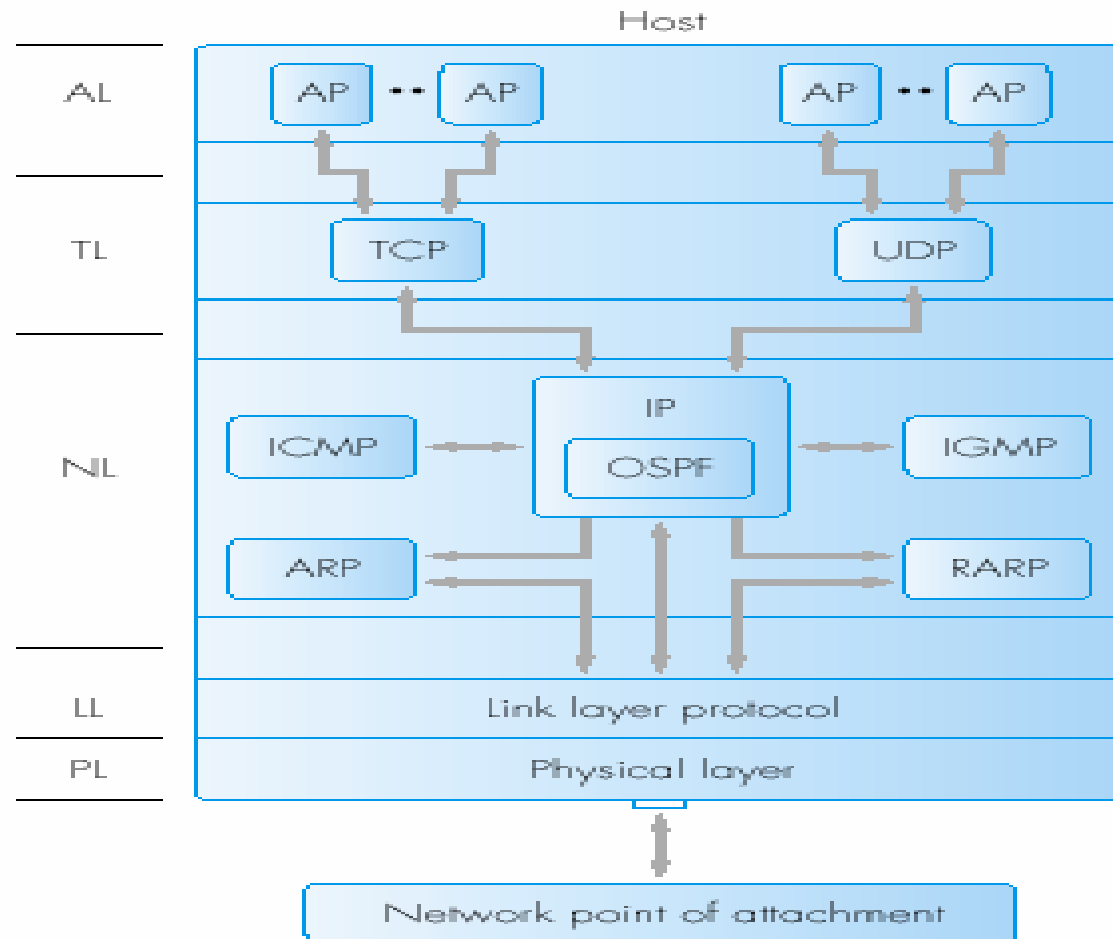 Host
AL
AP •• AP
AP •• AP
TL
TCP
UDP
NL
IP
OSPF
ICMP
IGMP
ARP
RARP
LL
Link layer protocol
PL
Physical layer
Network point of attachment